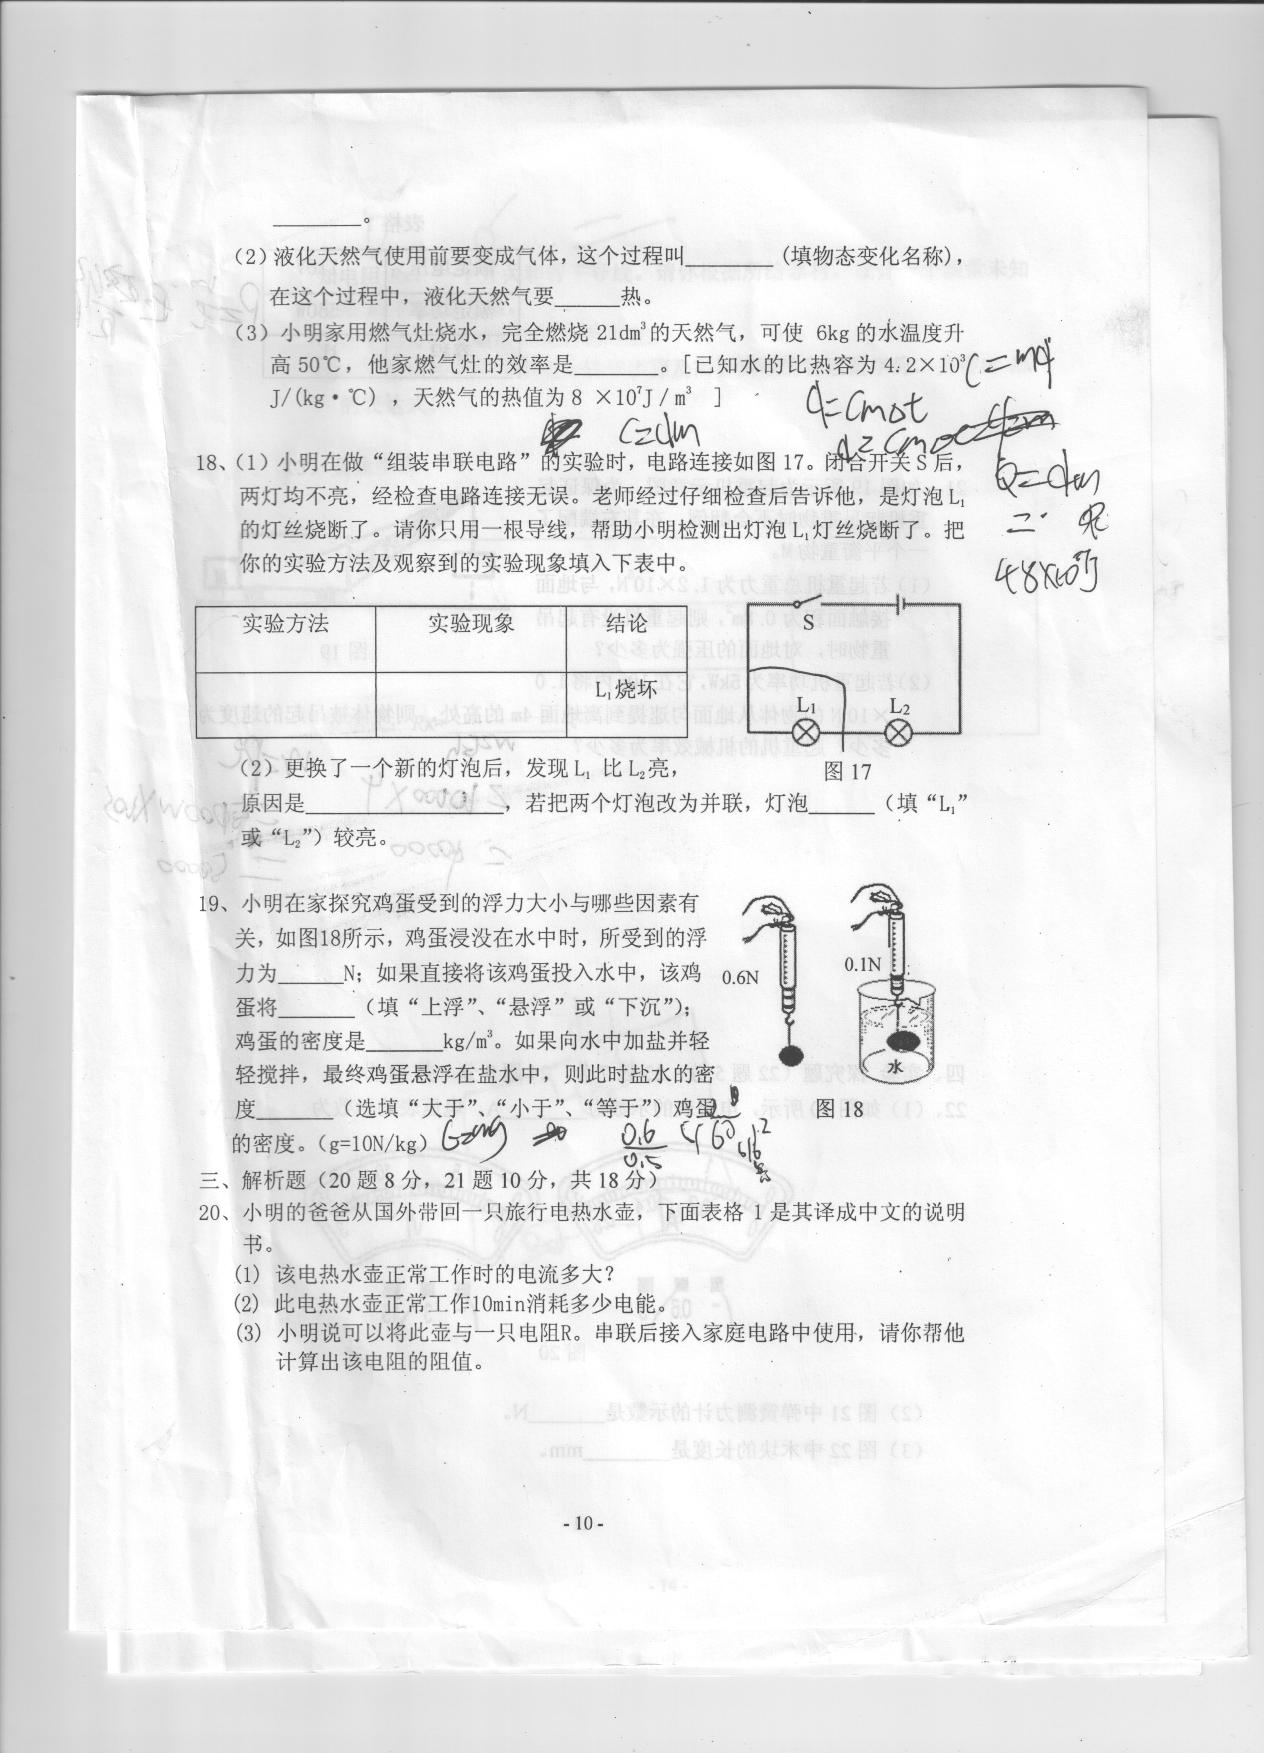 ________。
（2）液化天然气使用前要变成气体，这个过程叫________（填物态变化名称），
在这个过程中，液化天然气要______热。
（3）小明家用燃气灶烧水，完全燃烧 21dm³的天然气，可使 6kg 的水温度升
高 50℃，他家燃气灶的效率是________。[已知水的比热容为 4.2×10³
J/(kg·℃)，天然气的热值为 8 ×10⁷J / m³ ]
Q=cm△t
18、（1）小明在做“组装串联电路”的实验时，电路连接如图 17。闭合开关 S 后，
两灯均不亮，经检查电路连接无误。老师经过仔细检查后告诉他，是灯泡L₁
的灯丝烧断了。请你只用一根导线，帮助小明检测出灯泡 L₁灯丝烧断了。把
你的实验方法及观察到的实验现象填入下表中。
实验方法 实验现象 结论
L₁烧坏
S
L₁ L₂
图 17
（2）更换了一个新的灯泡后，发现 L₁ 比 L₂亮，
原因是__________________，若把两个灯泡改为并联，灯泡______（填“L₁”
或“L₂”）较亮。
19、小明在家探究鸡蛋受到的浮力大小与哪些因素有
关，如图18所示，鸡蛋浸没在水中时，所受到的浮
力为______N；如果直接将该鸡蛋投入水中，该鸡
蛋将_______（填“上浮”、“悬浮”或“下沉”）；
鸡蛋的密度是_______kg/m³。如果向水中加盐并轻
轻搅拌，最终鸡蛋悬浮在盐水中，则此时盐水的密
度_______（选填“大于”、“小于”、“等于”）鸡蛋
的密度。（g=10N/kg）
0.6N
0.1N
水
图 18
G=mg
0.6
0.5
三、解析题（20 题 8 分，21 题 10 分，共 18 分）
20、小明的爸爸从国外带回一只旅行电热水壶，下面表格 1 是其译成中文的说明
书。
(1) 该电热水壶正常工作时的电流多大？
(2) 此电热水壶正常工作10min消耗多少电能。
(3) 小明说可以将此壶与一只电阻R。串联后接入家庭电路中使用，请你帮他
计算出该电阻的阻值。
- 10 -